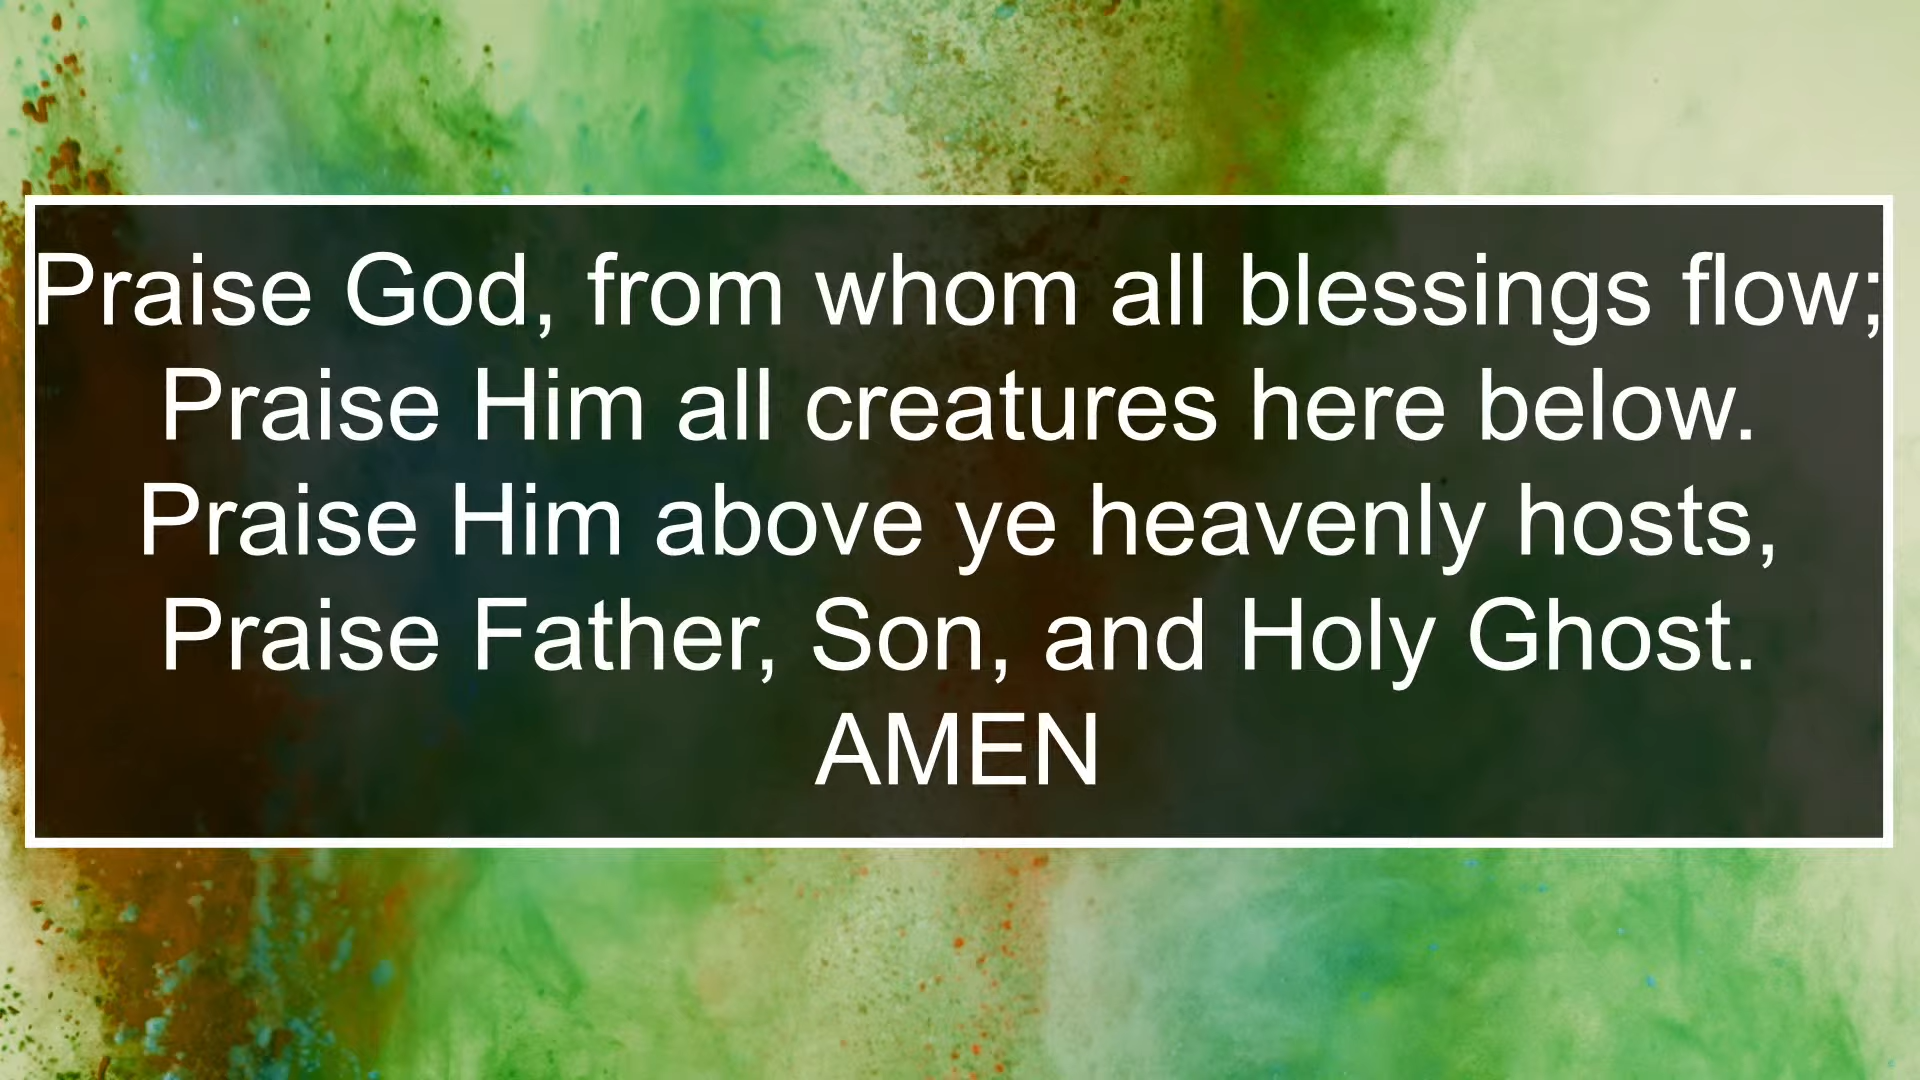 Praise God, from whom all blessings flow;
Praise Him all creatures here below.
Praise Him above ye heavenly hosts,
Praise Father, Son, and Holy Ghost.
AMEN